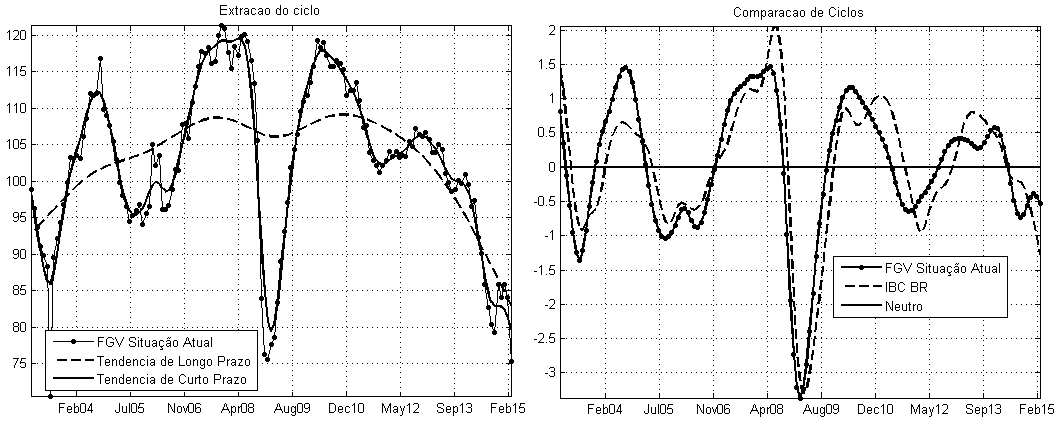 Extracao do ciclo
120
115
110
105
100
95
90
85
80
75
FGV Situação Atual
Tendencia de Longo Prazo
Tendencia de Curto Prazo
Feb04 Jul05 Nov06 Apr08 Aug09 Dec10 May12 Sep13 Feb15
Comparacao de Ciclos
2
1.5
1
0.5
0
-0.5
-1
-1.5
-2
-2.5
-3
FGV Situação Atual
IBC BR
Neutro
Feb04 Jul05 Nov06 Apr08 Aug09 Dec10 May12 Sep13 Feb15